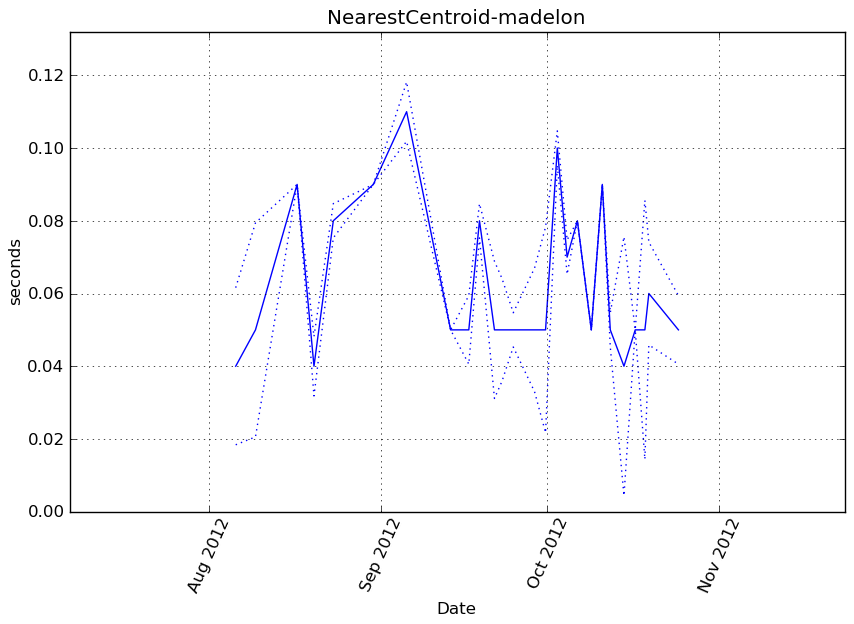 NearestCentroid-madelon
0.12
0.10
0.08
0.06
0.04
0.02
0.00
seconds
Aug 2012
Sep 2012
Oct 2012
Nov 2012
Date